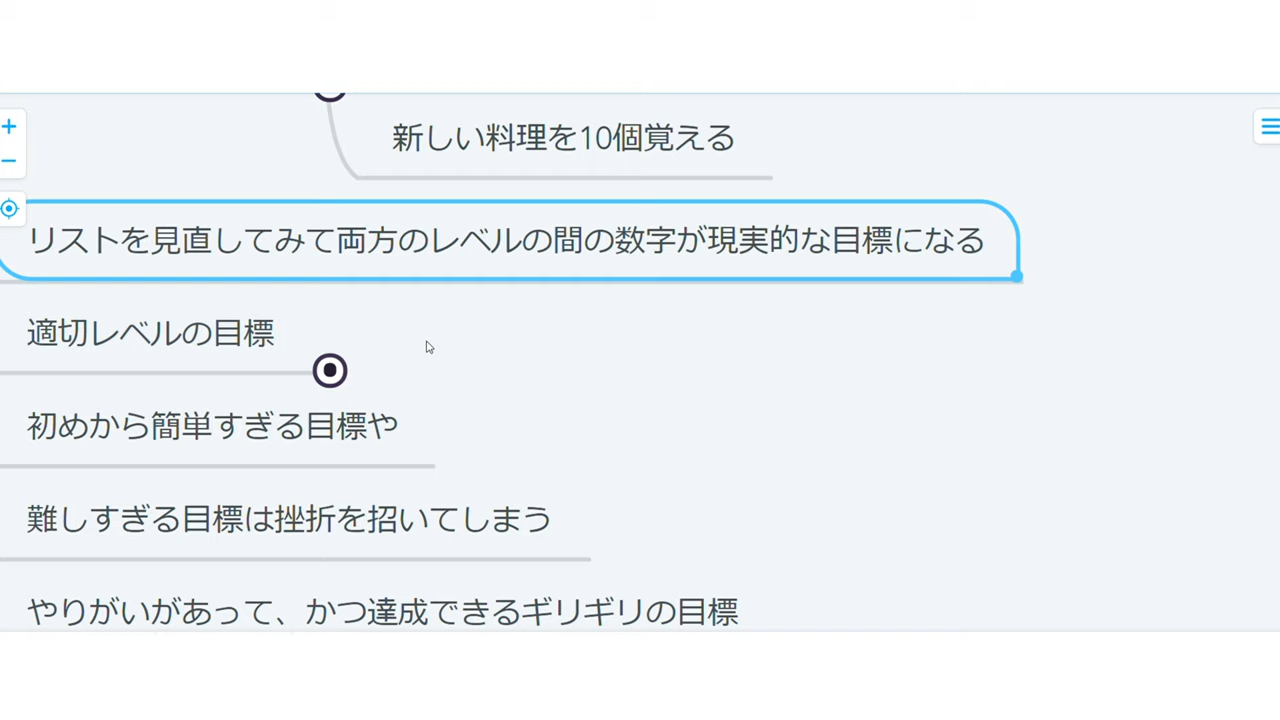 新しい料理を10個覚える
リストを見直してみて両方のレベルの間の数字が現実的な目標になる
適切レベルの目標
初めから簡単すぎる目標や
難しすぎる目標は挫折を招いてしまう
やりがいがあって、かつ達成できるギリギリの目標